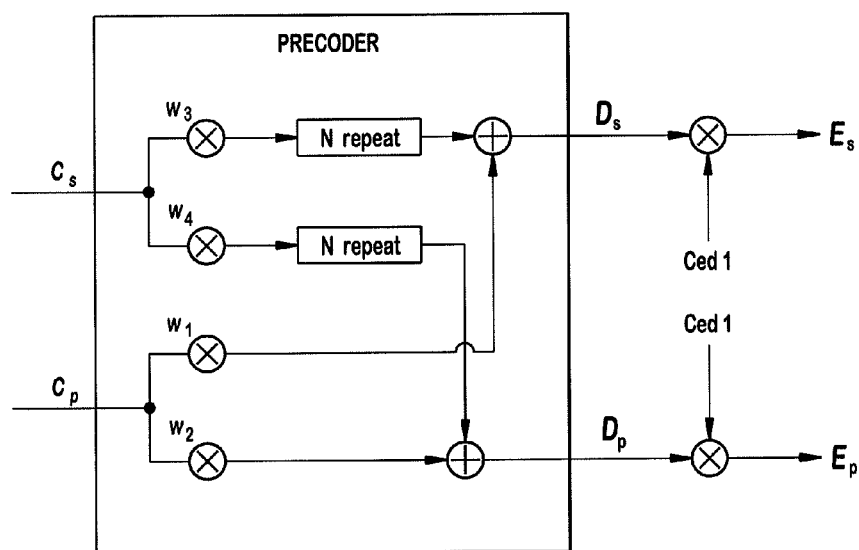 PRECODER
w3
N repeat
Ds
Es
Cs
w4
N repeat
Ced 1
Ced 1
w1
Cp
w2
Dp
Ep